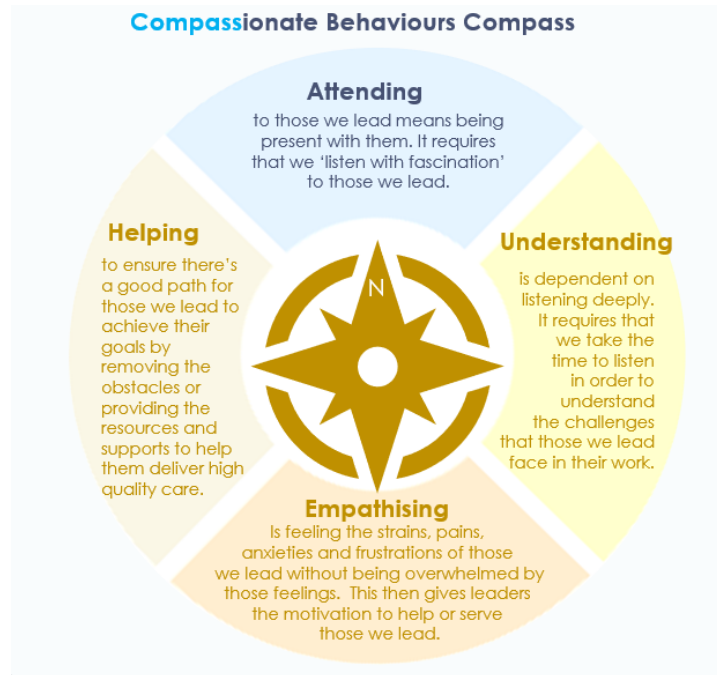 Compassionate Behaviours Compass
Attending
to those we lead means being
present with them. It requires
that we ‘listen with fascination’
to those we lead.
Understanding
is dependent on
listening deeply.
It requires that
we take the
time to listen
in order to
understand
the challenges
that those we lead
face in their work.
Empathising
Is feeling the strains, pains,
anxieties and frustrations of those
we lead without being overwhelmed by
those feelings.  This then gives leaders
the motivation to help or serve
those we lead.
Helping
to ensure there’s
a good path for
those we lead to
achieve their
goals by
removing the
obstacles or
providing the
resources and
supports to help
them deliver high
quality care.
N